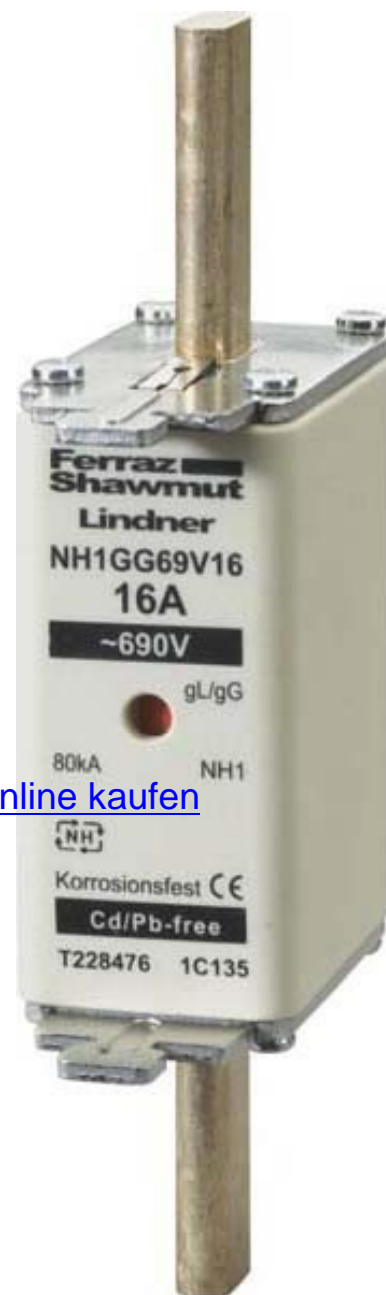 Ferraz
Shawmut
Lindner
NH1GG69V16
16A
~690V
gL/gG
80kA NH1
nline kaufen
NH
Korrosionsfest CE
Cd/Pb-free
T228476 1C135